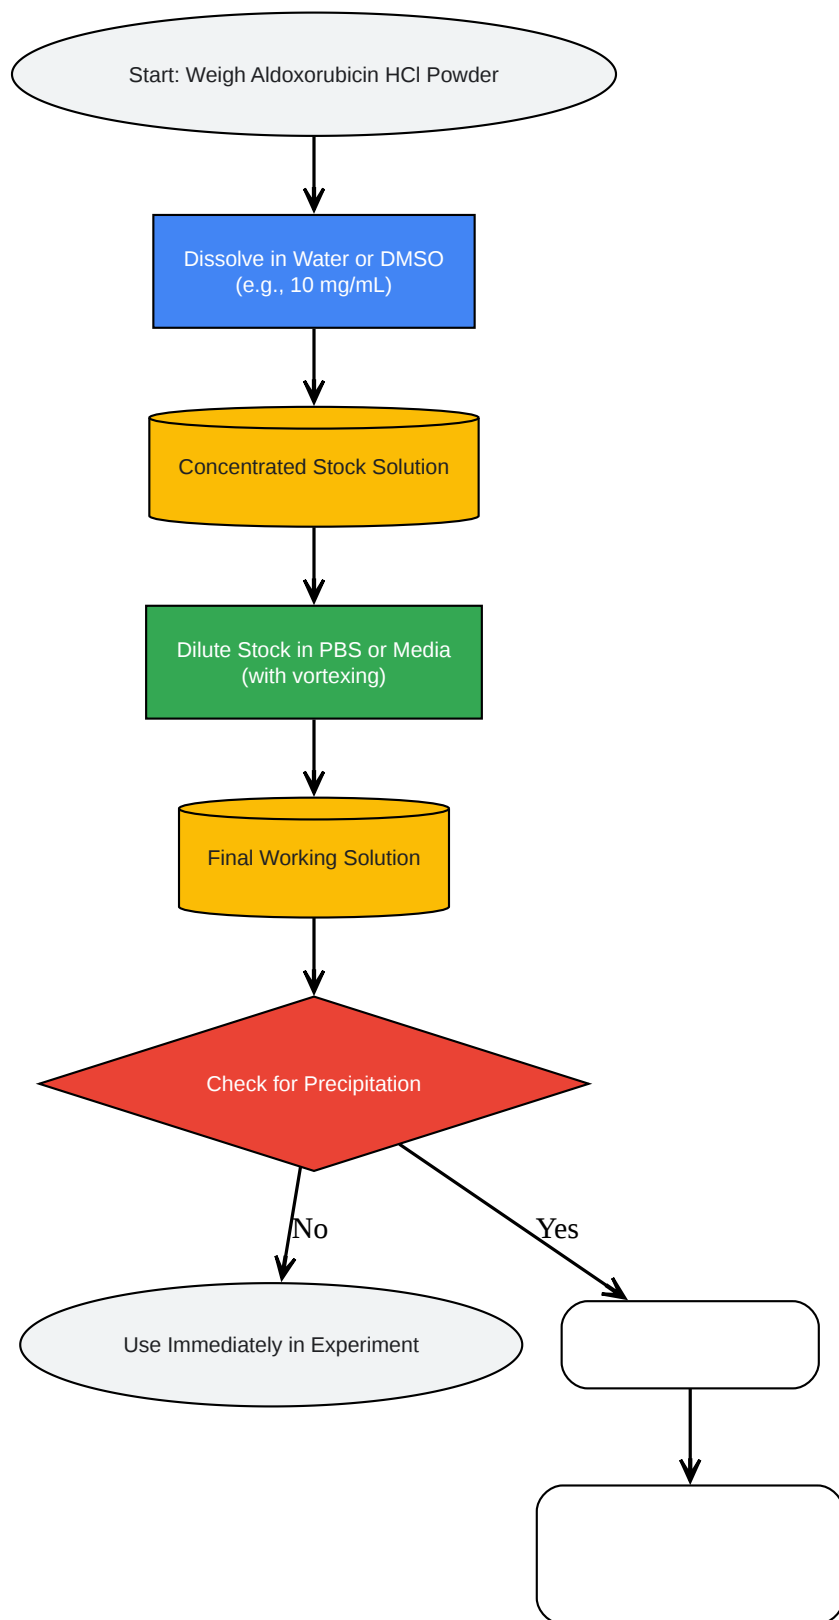 Start: Weigh Aldoxorubicin HCl Powder
Dissolve in Water or DMSO
(e.g., 10 mg/mL)
Concentrated Stock Solution
Dilute Stock in PBS or Media
(with vortexing)
Final Working Solution
Check for Precipitation
No
Yes
Use Immediately in Experiment